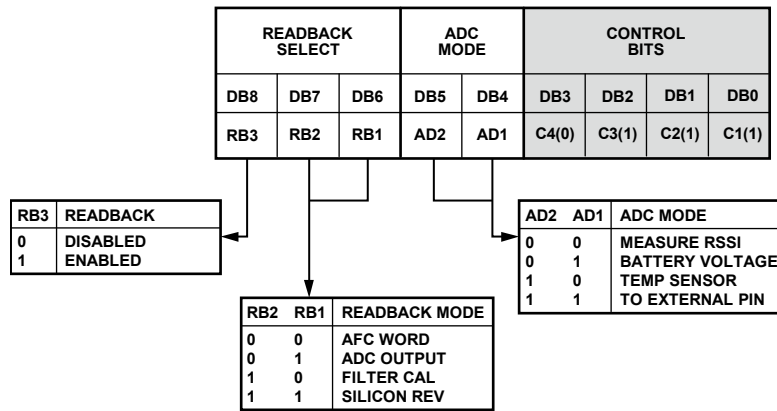 READBACK SELECT
ADC MODE
CONTROL BITS
DB8 DB7 DB6 DB5 DB4 DB3 DB2 DB1 DB0
RB3 RB2 RB1 AD2 AD1 C4(0) C3(1) C2(1) C1(1)
RB3 READBACK
0 DISABLED
1 ENABLED
RB2 RB1 READBACK MODE
0 0 AFC WORD
0 1 ADC OUTPUT
1 0 FILTER CAL
1 1 SILICON REV
AD2 AD1 ADC MODE
0 0 MEASURE RSSI
0 1 BATTERY VOLTAGE
1 0 TEMP SENSOR
1 1 TO EXTERNAL PIN